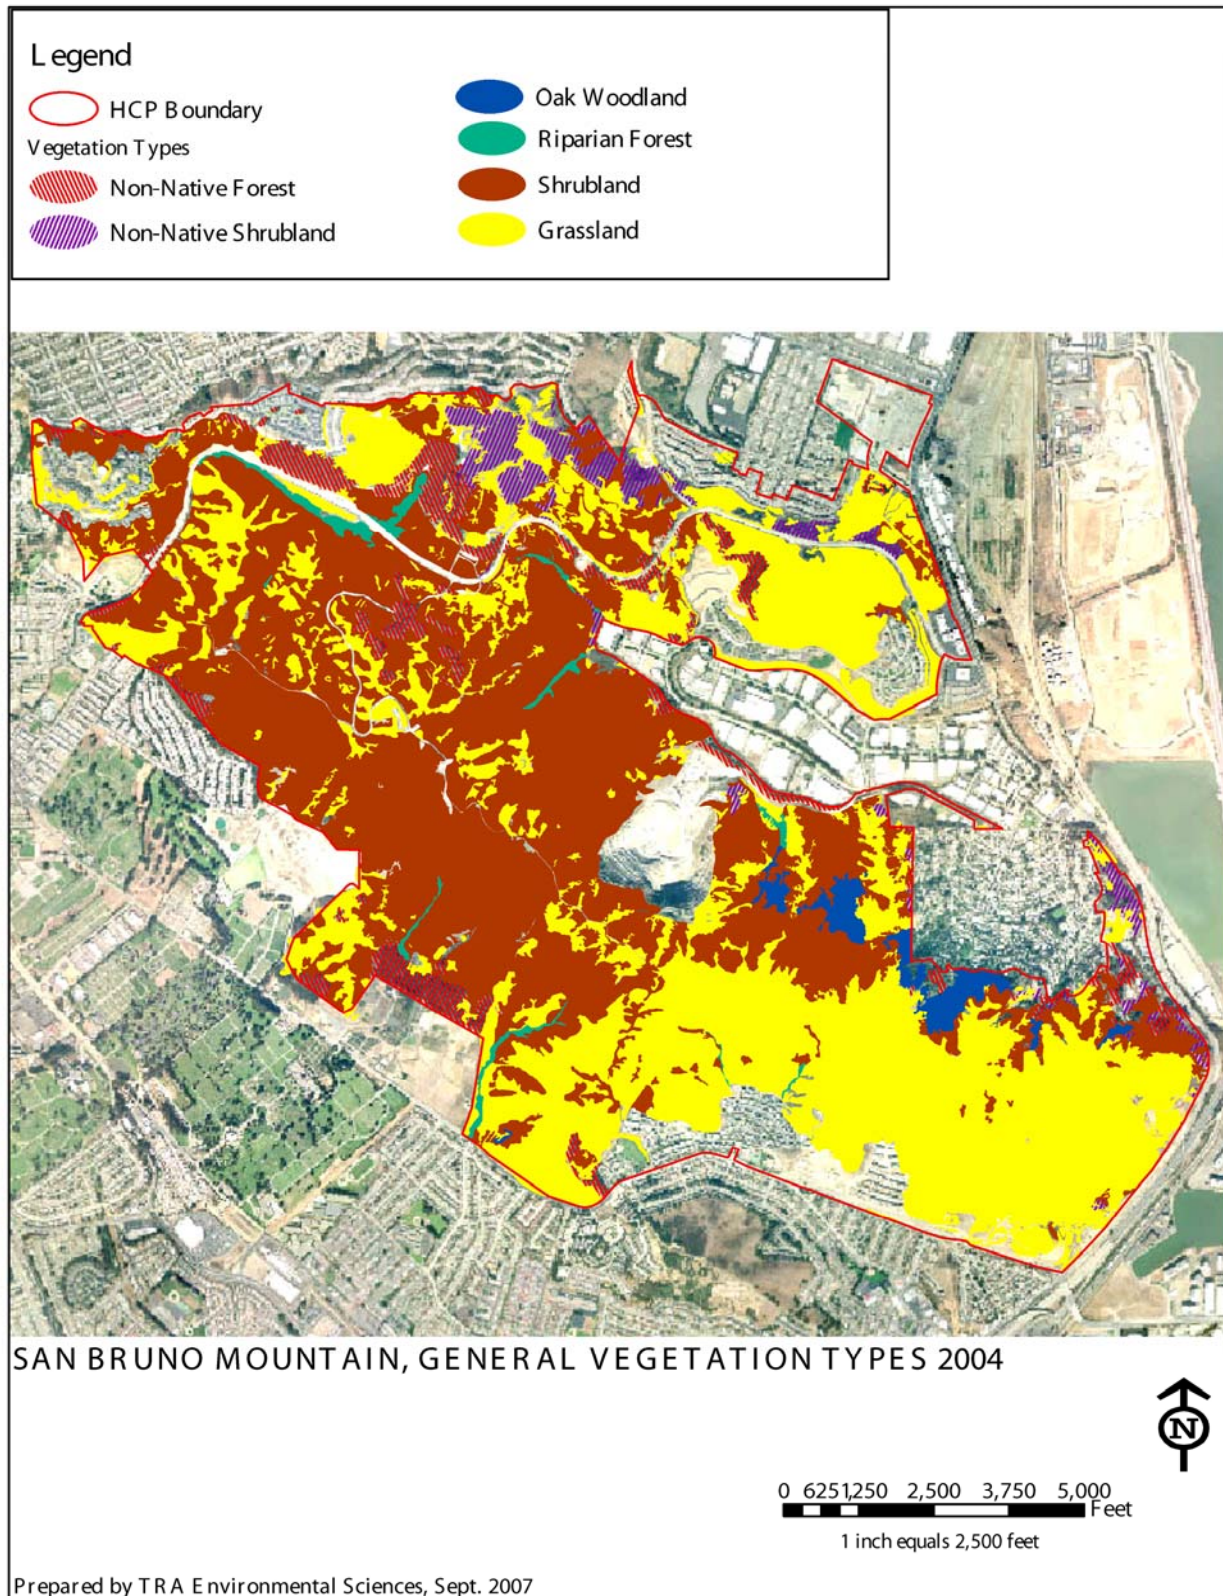 Legend
HCP Boundary
Vegetation Types
Non-Native Forest
Non-Native Shrubland
Oak Woodland
Riparian Forest
Shrubland
Grassland
SAN BRUNO MOUNTAIN, GENERAL VEGETATION TYPES 2004
N
0 625 1,250 2,500 3,750 5,000
Feet
1 inch equals 2,500 feet
Prepared by TRA Environmental Sciences, Sept. 2007